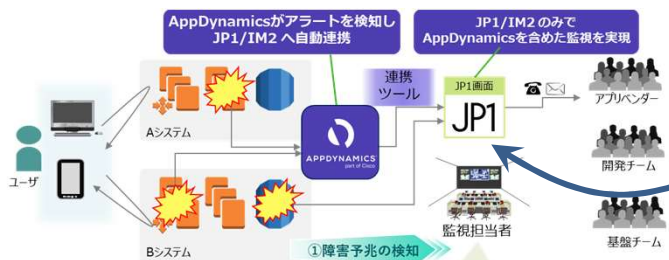 AppDynamicsがアラートを検知し
JP1/IM2 へ自動連携
JP1/IM2 のみで
AppDynamicsを含めた監視を実現
連携
ツール
JP1画面
JP1
アプリベンダー
Aシステム
APPDYNAMICS
part of Cisco
ユーザ
開発チーム
監視担当者
Bシステム
①障害予兆の検知
基盤チーム